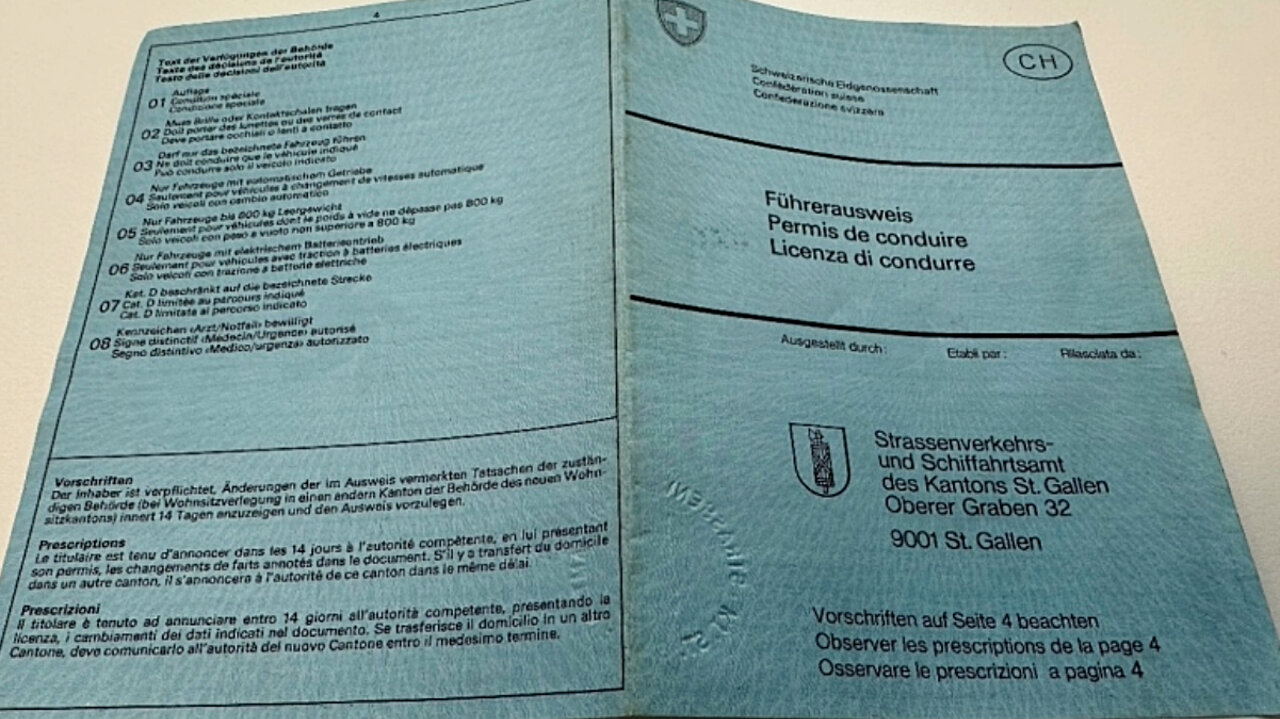 4
Text der Verfügungen der Behörde
Texte des décisions de l'autorité
Testo delle decisioni dell'autorità
01 Auflage
Condition spéciale
Condizione speciale
02 Muss Brille oder Kontaktschalen tragen
Doit porter des lunettes ou des verres de contact
Deve portare occhiali o lenti a contatto
03 Darf nur das bezeichnete Fahrzeug führen
Ne doit conduire que le véhicule indiqué
Può condurre solo il veicolo indicato
04 Nur Fahrzeuge mit automatischem Getriebe
Seulement pour véhicules à changement de vitesses automatique
Solo veicoli con cambio automatico
05 Nur Fahrzeuge bis 800 kg Leergewicht
Seulement pour véhicules dont le poids à vide ne dépasse pas 800 kg
Solo veicoli con peso a vuoto non superiore a 800 kg
06 Nur Fahrzeuge mit elektrischem Batterieantrieb
Seulement pour véhicules avec traction à batteries électriques
Solo veicoli con trazione a batterie elettriche
07 Kat. D beschränkt auf die bezeichnete Strecke
Cat. D limitée au parcours indiqué
Cat. D limitata al percorso indicato
08 Kennzeichen «Arzt/Notfall» bewilligt
Signe distinctif «Médecin/Urgence» autorisé
Segno distintivo «Medico/urgenza» autorizzato
Vorschriften
Der Inhaber ist verpflichtet, Änderungen der im Ausweis vermerkten Tatsachen der zustän-
digen Behörde (bei Wohnsitzverlegung in einen andern Kanton der Behörde des neuen Wohn-
sitzkantons) innert 14 Tagen anzuzeigen und den Ausweis vorzulegen.
Prescriptions
Le titulaire est tenu d'annoncer dans les 14 jours à l'autorité compétente, en lui présentant
son permis, les changements de faits annotés dans le document. S'il y a transfert du domicile
dans un autre canton, il s'annoncera à l'autorité de ce canton dans le même délai.
Prescrizioni
Il titolare è tenuto ad annunciare entro 14 giorni all'autorità competente, presentando la
licenza, i cambiamenti dei dati indicati nel documento. Se trasferisce il domicilio in un altro
Cantone, deve comunicarlo all'autorità del nuovo Cantone entro il medesimo termine.
CH
Schweizerische Eidgenossenschaft
Confédération suisse
Confederazione svizzera
Führerausweis
Permis de conduire
Licenza di condurre
Ausgestellt durch: Etabli par: Rilasciata da:
Strassenverkehrs-
und Schiffahrtsamt
des Kantons St. Gallen
Oberer Graben 32
9001 St. Gallen
Vorschriften auf Seite 4 beachten
Observer les prescriptions de la page 4
Osservare le prescrizioni a pagina 4